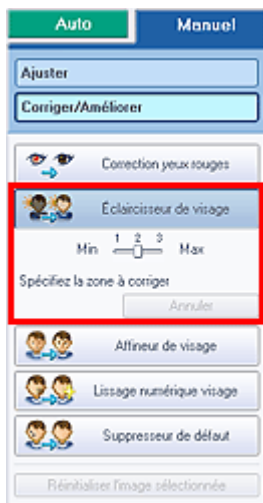 Auto Manuel
Ajuster
Corriger/Améliorer
Correction yeux rouges
Éclaircisseur de visage
1 2 3
Min Max
Spécifiez la zone à corriger
Annuler
Affineur de visage
Lissage numérique visage
Suppresseur de défaut
Réinitialiser l'image sélectionnée